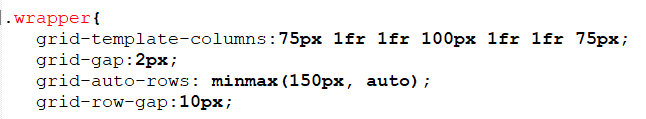 .wrapper{
grid-template-columns:75px 1fr 1fr 100px 1fr 1fr 75px;
grid-gap:2px;
grid-auto-rows: minmax(150px, auto);
grid-row-gap:10px;